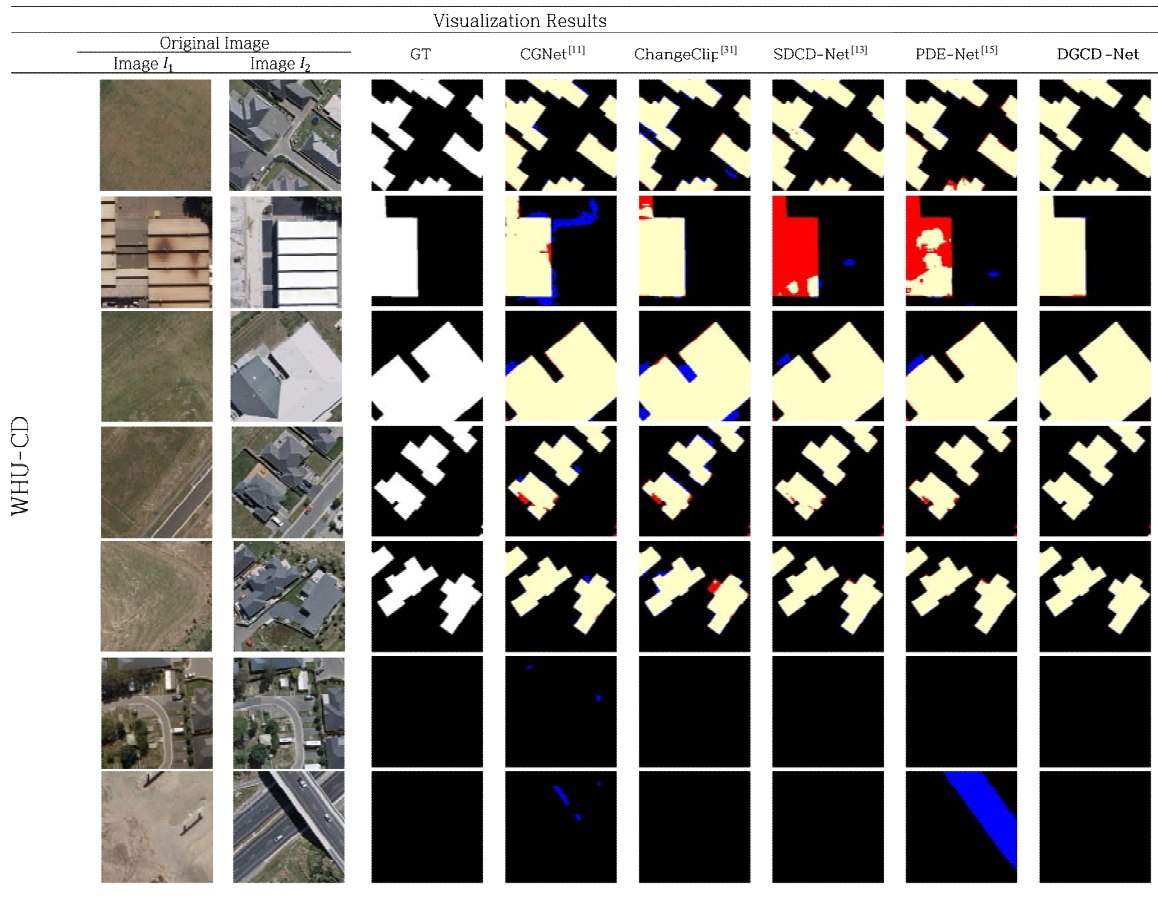 Visualization Results
Original Image
GT CGNet[11] ChangeClip[31] SDCD-Net[13] PDE-Net[15] DGCD-Net
Image I1 Image I2
WHU-CD